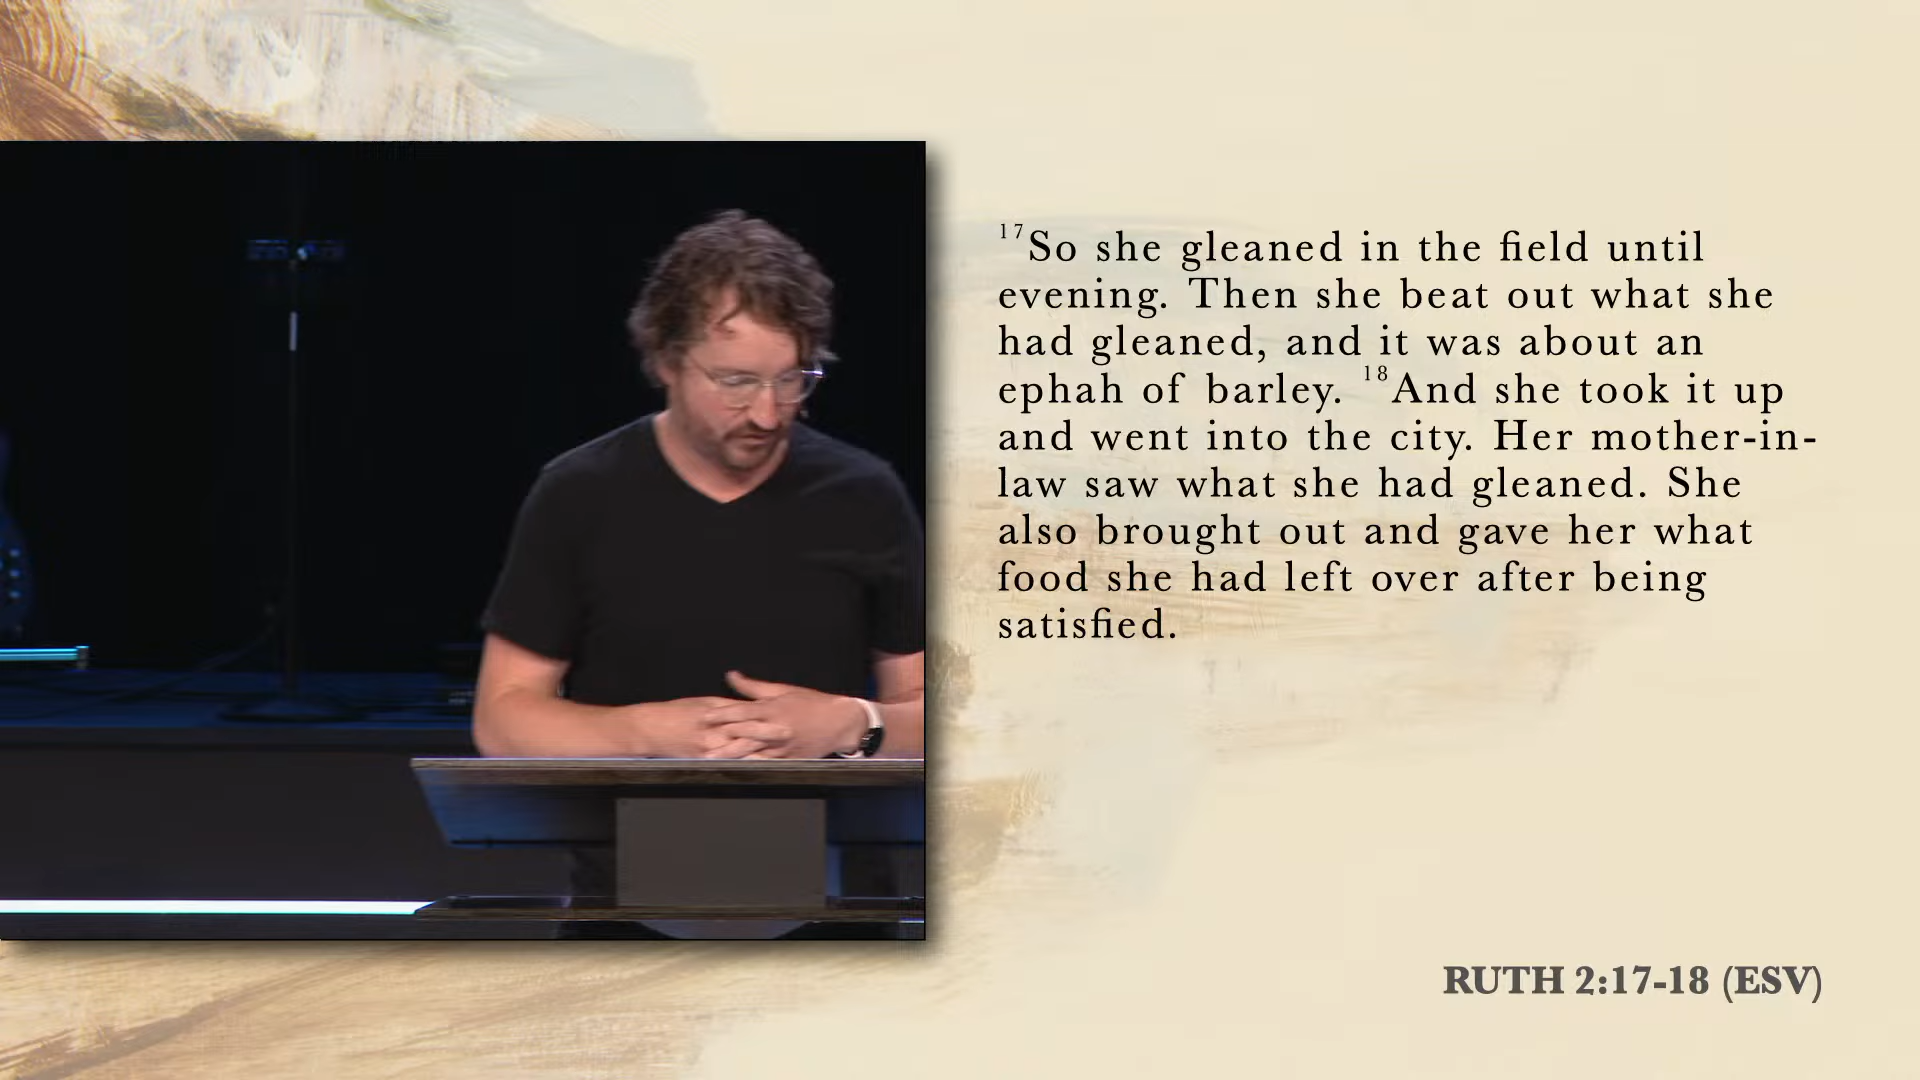 17So she gleaned in the field until
evening. Then she beat out what she
had gleaned, and it was about an
ephah of barley. 18And she took it up
and went into the city. Her mother-in-
law saw what she had gleaned. She
also brought out and gave her what
food she had left over after being
satisfied.
RUTH 2:17-18 (ESV)